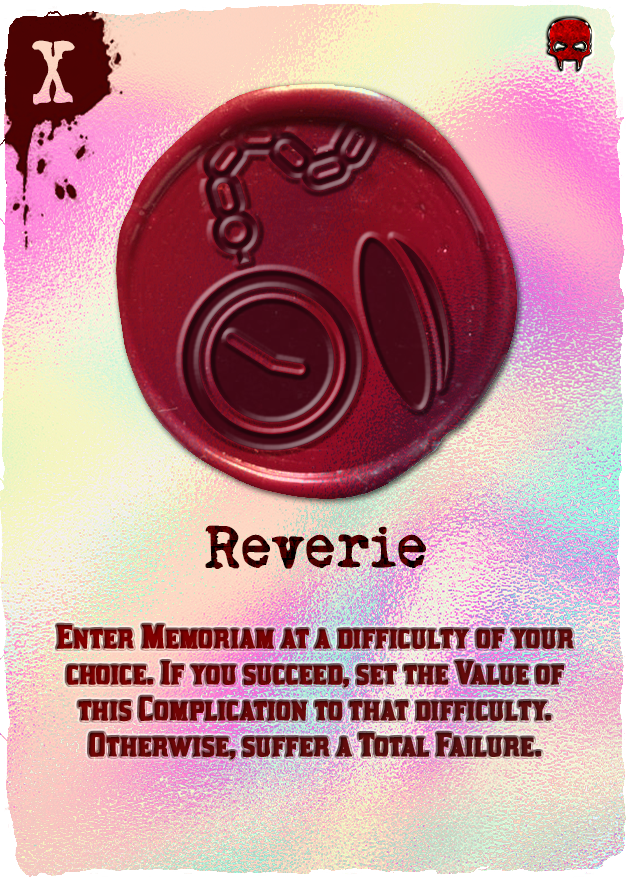 X
Reverie
Enter Memoriam at a difficulty of your
choice. If you succeed, set the Value of
this Complication to that difficulty.
Otherwise, suffer a Total Failure.